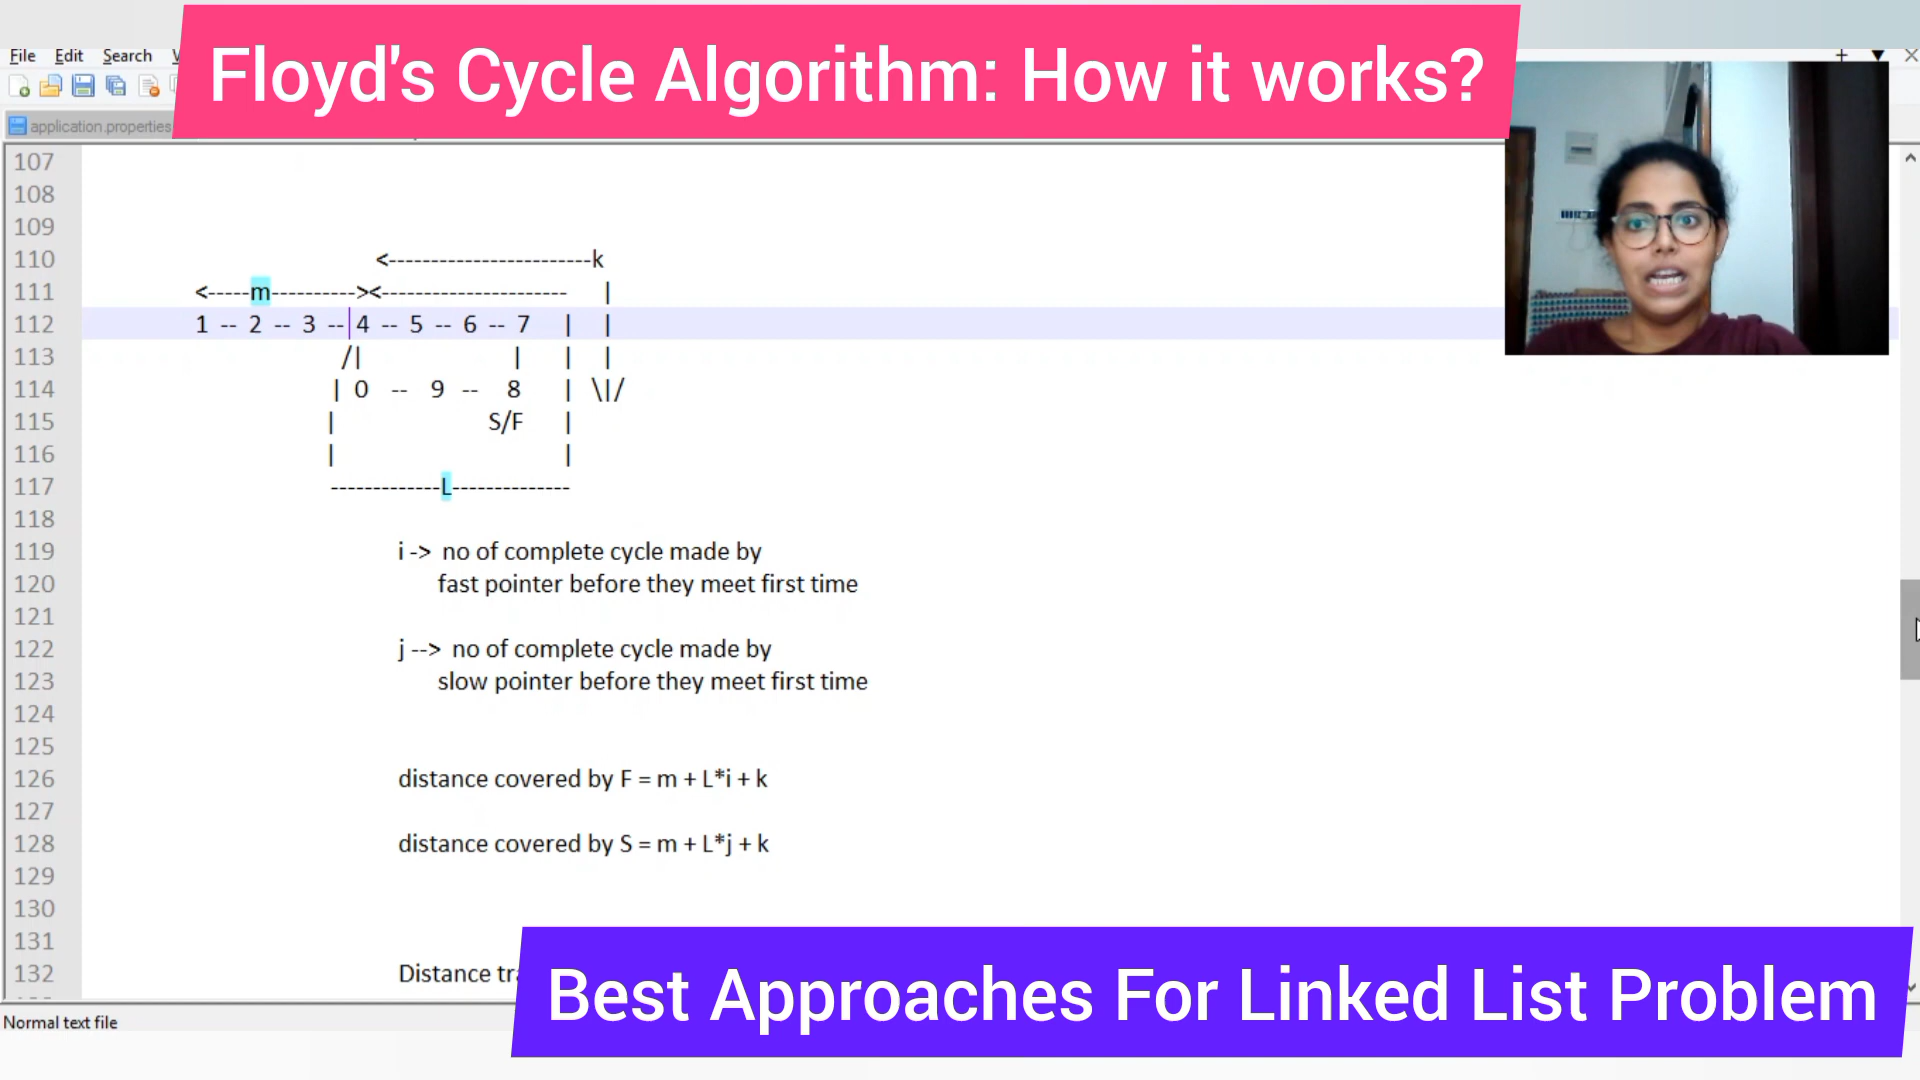 Floyd's Cycle Algorithm: How it works?
File Edit Search
application.properties
107
108
109
110 <------------------------k
111 <-----m----------><---------------------- |
112 1 -- 2 -- 3 -- 4 -- 5 -- 6 -- 7 | |
113 /| | | |
114 | 0 -- 9 -- 8 | \|/
115 | S/F |
116 | |
117 -------------L--------------
118
119 i -> no of complete cycle made by
120 fast pointer before they meet first time
121
122 j --> no of complete cycle made by
123 slow pointer before they meet first time
124
125
126 distance covered by F = m + L*i + k
127
128 distance covered by S = m + L*j + k
129
130
131
132 Distance
Best Approaches For Linked List Problem
Normal text file